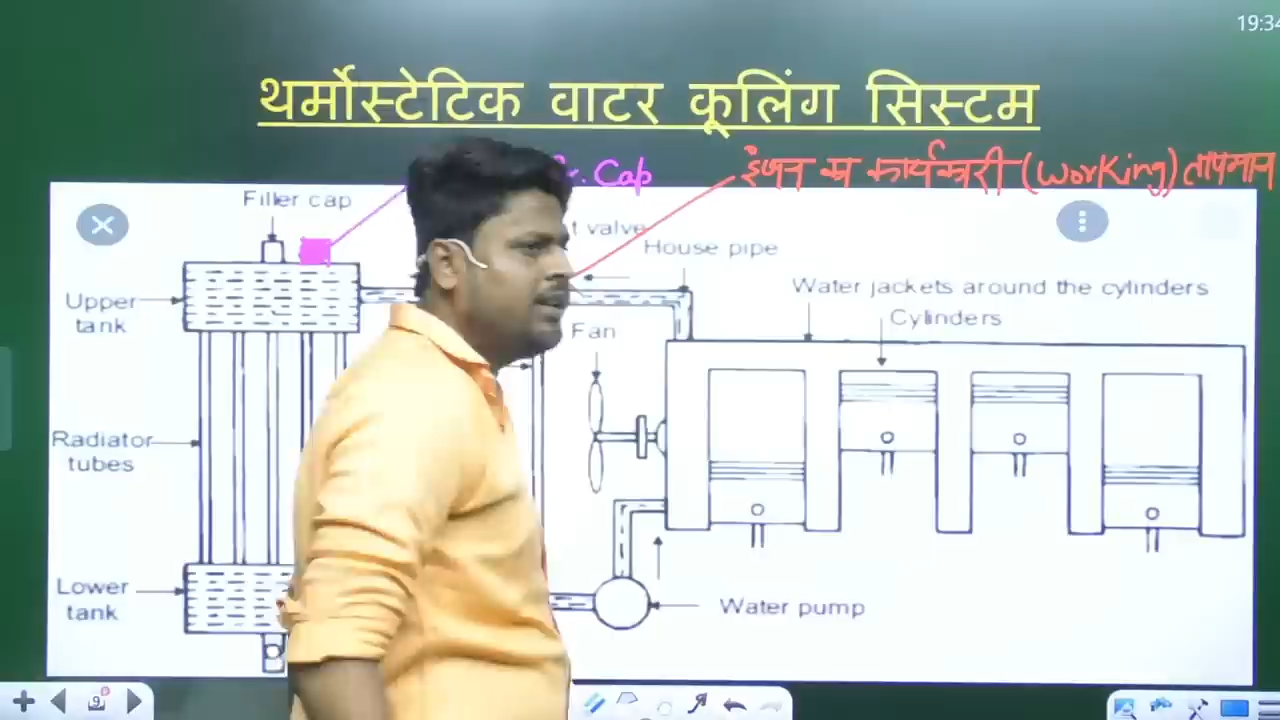 19:34
थर्मोस्टेटिक वाटर कूलिंग सिस्टम
Cap
इंजन का कार्यकारी (Working) तापमान
Filler cap
valve
House pipe
Water jackets around the cylinders
Upper tank
Cylinders
Fan
Radiator tubes
Lower tank
Water pump